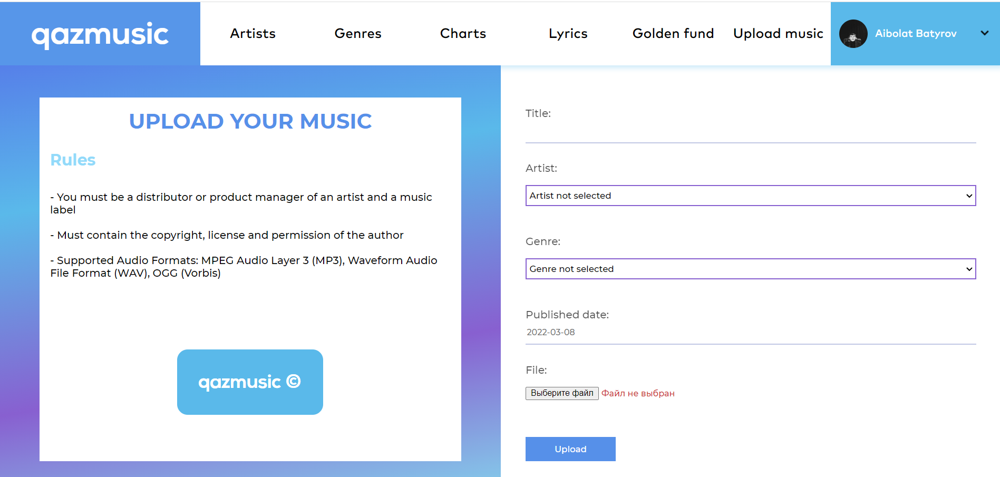 qazmusic
Artists
Genres
Charts
Lyrics
Golden fund
Upload music
Aibolat Batyrov
UPLOAD YOUR MUSIC
Rules
- You must be a distributor or product manager of an artist and a music
label
- Must contain the copyright, license and permission of the author
- Supported Audio Formats: MPEG Audio Layer 3 (MP3), Waveform Audio
File Format (WAV), OGG (Vorbis)
qazmusic ©
Title:
Artist:
Artist not selected
Genre:
Genre not selected
Published date:
2022-03-08
File:
Выберите файл Файл не выбран
Upload